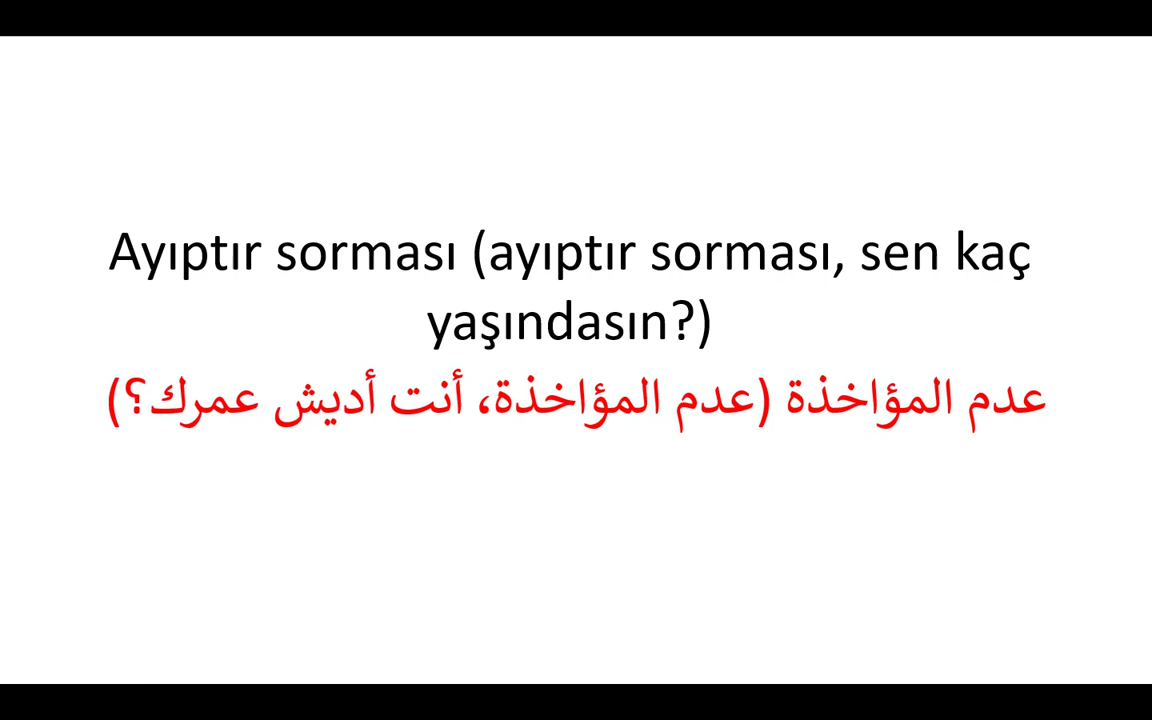 Ayıptır sorması (ayıptır sorması, sen kaç
yaşındasın?)
عدم المؤاخذة (عدم المؤاخذة، أنت أديش عمرك؟)